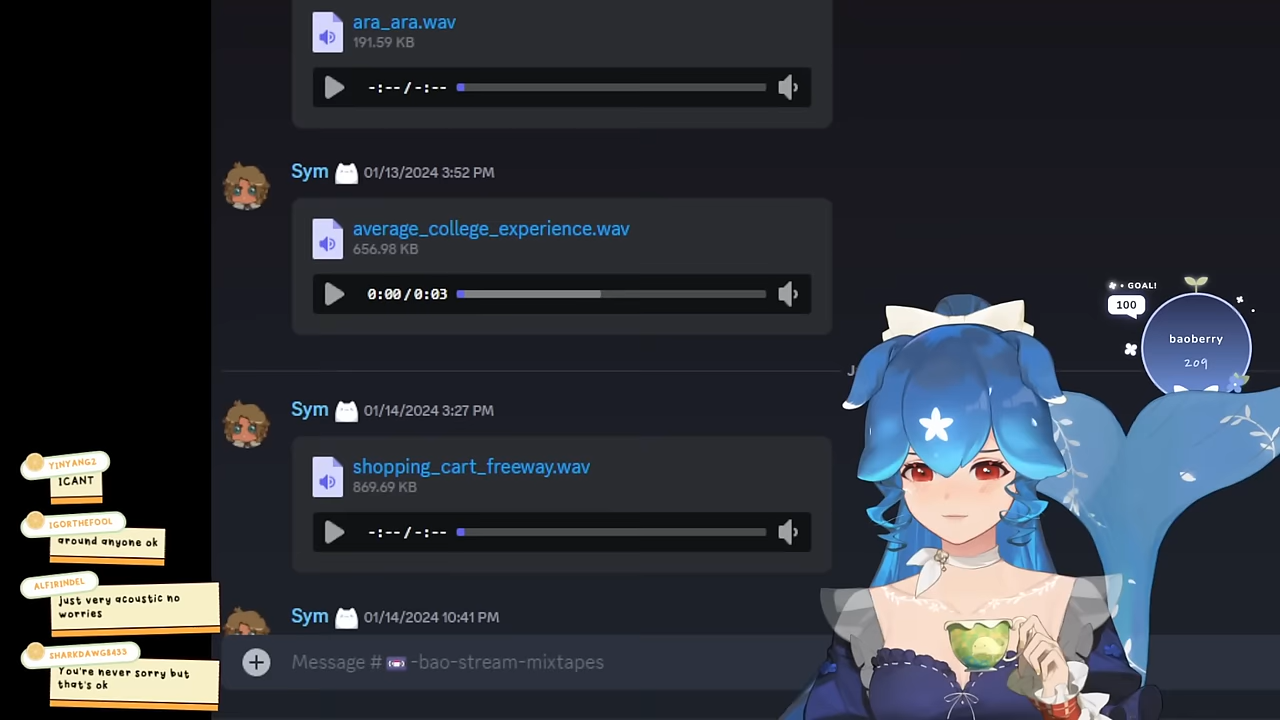 ara_ara.wav
191.59 KB
-:-- / -:--
Sym 01/13/2024 3:52 PM
average_college_experience.wav
656.98 KB
0:00 / 0:03
• GOAL!
100
baoberry
209
J
Sym 01/14/2024 3:27 PM
shopping_cart_freeway.wav
869.69 KB
-:-- / -:--
YINYANG2
ICANT
IGORTHEFOOL
around anyone ok
ALFIRINDEL
just very acoustic no
worries
SHARKDAWG8433
You're never sorry but
that's ok
Sym 01/14/2024 10:41 PM
Message # -bao-stream-mixtapes